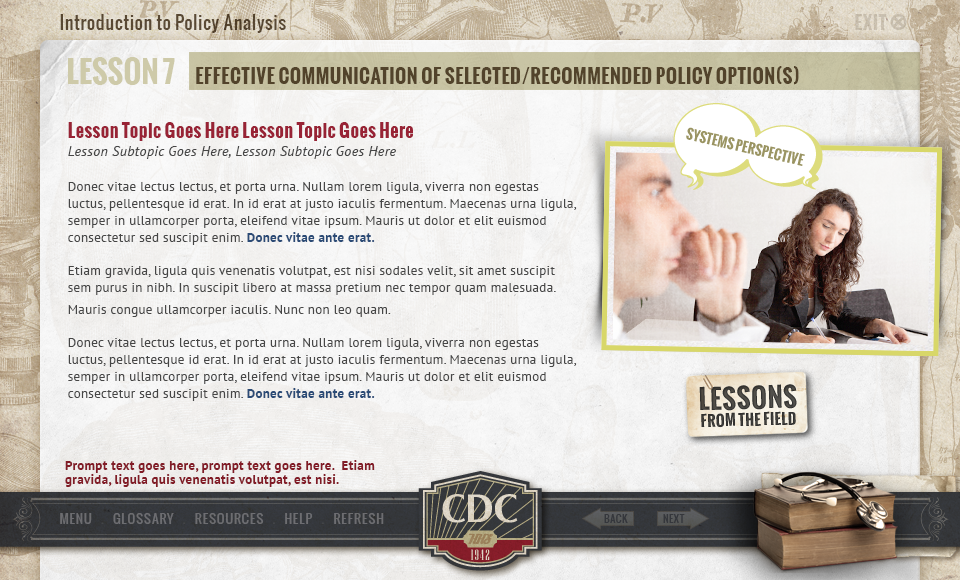 Introduction to Policy Analysis
P.V
EXIT
LESSON 7
EFFECTIVE COMMUNICATION OF SELECTED/RECOMMENDED POLICY OPTION(S)
Lesson Topic Goes Here Lesson Topic Goes Here
Lesson Subtopic Goes Here, Lesson Subtopic Goes Here
SYSTEMS PERSPECTIVE
Donec vitae lectus lectus, et porta urna. Nullam lorem ligula, viverra non egestas
luctus, pellentesque id erat. In id erat at justo iaculis fermentum. Maecenas urna ligula,
semper in ullamcorper porta, eleifend vitae ipsum. Mauris ut dolor et elit euismod
consectetur sed suscipit enim. Donec vitae ante erat.
Etiam gravida, ligula quis venenatis volutpat, est nisi sodales velit, sit amet suscipit
sem purus in nibh. In suscipit libero at massa pretium nec tempor quam malesuada.
Mauris congue ullamcorper iaculis. Nunc non leo quam.
Donec vitae lectus lectus, et porta urna. Nullam lorem ligula, viverra non egestas
luctus, pellentesque id erat. In id erat at justo iaculis fermentum. Maecenas urna ligula,
semper in ullamcorper porta, eleifend vitae ipsum. Mauris ut dolor et elit euismod
consectetur sed suscipit enim. Donec vitae ante erat.
LESSONS
FROM THE FIELD
Prompt text goes here, prompt text goes here. Etiam
gravida, ligula quis venenatis volutpat, est nisi.
MENU
GLOSSARY
RESOURCES
HELP
REFRESH
CDC
1942
BACK
NEXT